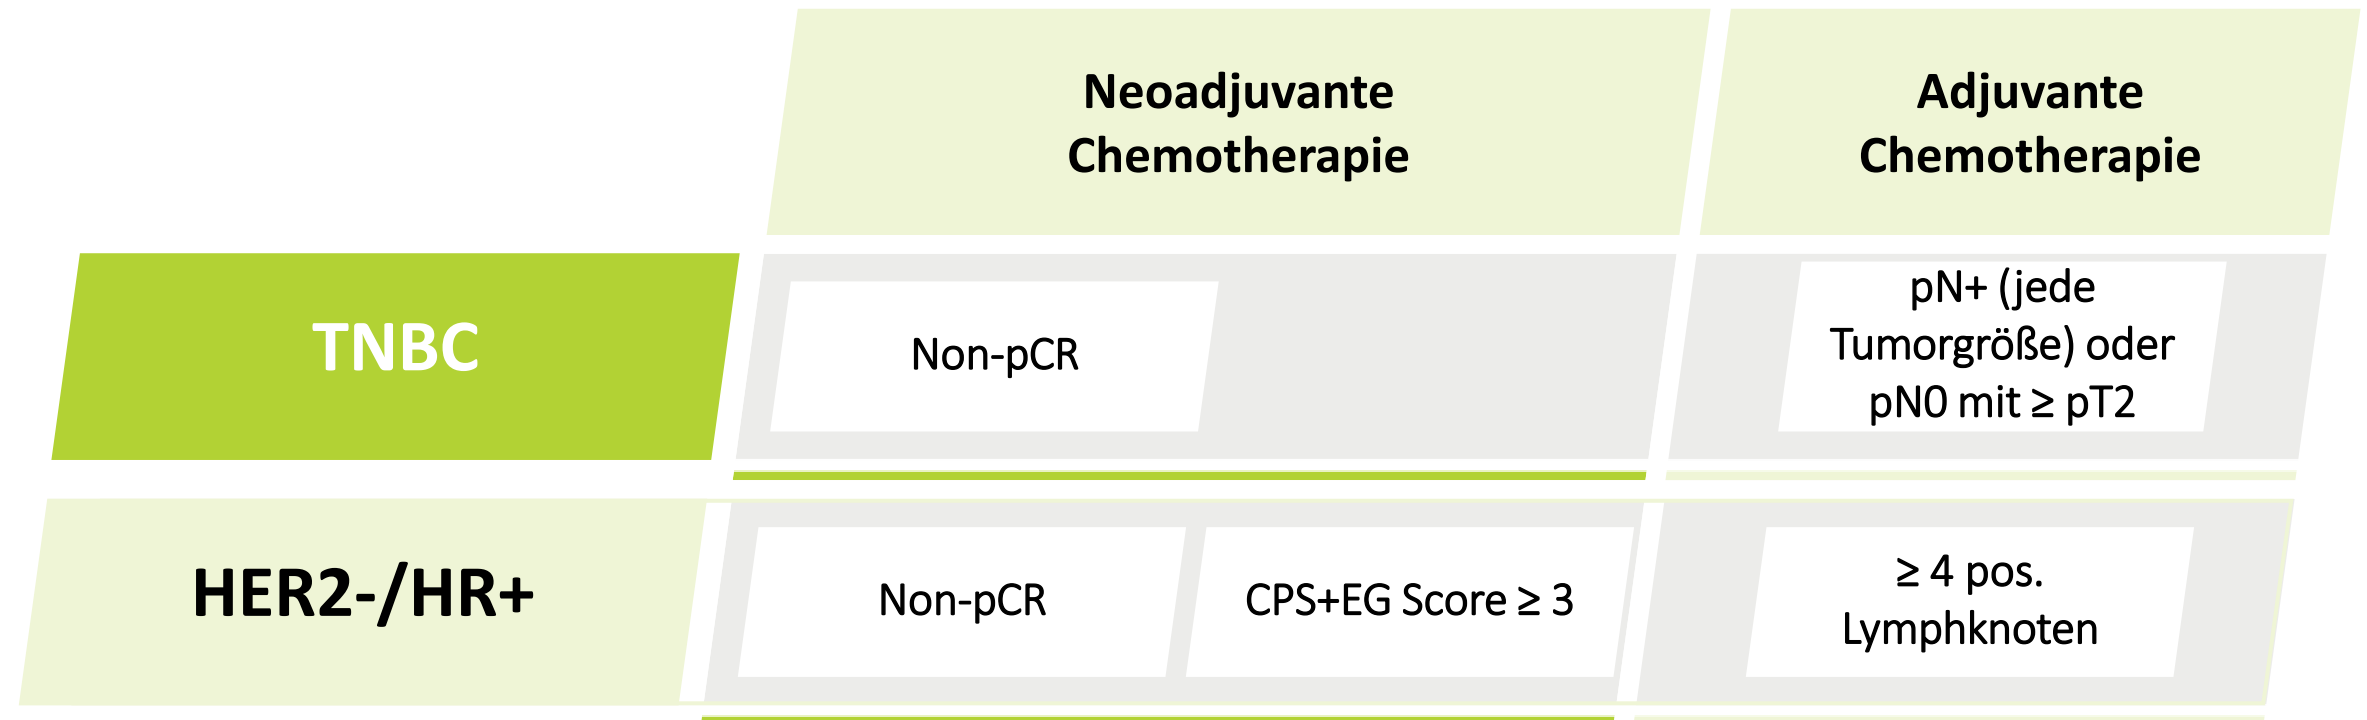 Neoadjuvante
Chemotherapie
Adjuvante
Chemotherapie
TNBC
Non-pCR
pN+ (jede
Tumorgröße) oder
pN0 mit ≥ pT2
HER2-/HR+
Non-pCR
CPS+EG Score ≥ 3
≥ 4 pos.
Lymphknoten